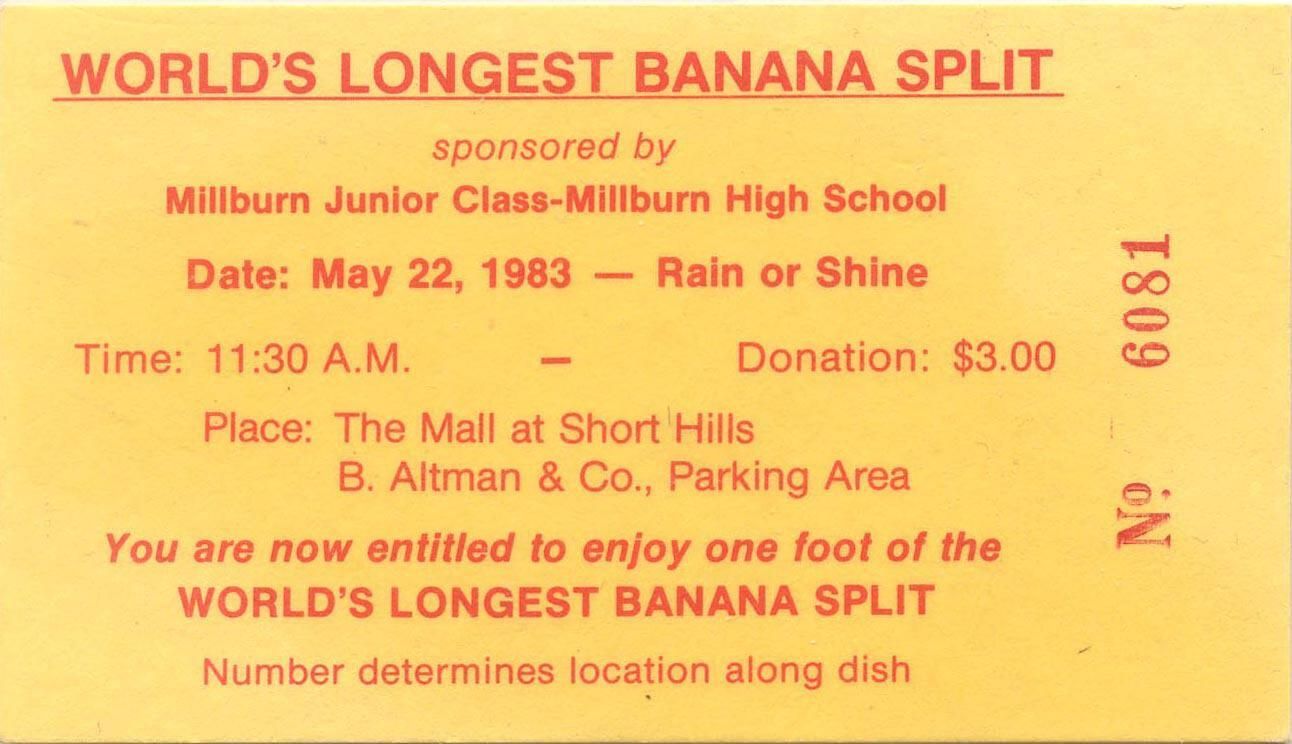 WORLD'S LONGEST BANANA SPLIT
sponsored by
Millburn Junior Class-Millburn High School
Date: May 22, 1983 — Rain or Shine
Time: 11:30 A.M. – Donation: $3.00
Place: The Mall at Short Hills
B. Altman & Co., Parking Area
You are now entitled to enjoy one foot of the
WORLD'S LONGEST BANANA SPLIT
Number determines location along dish
No. 6081